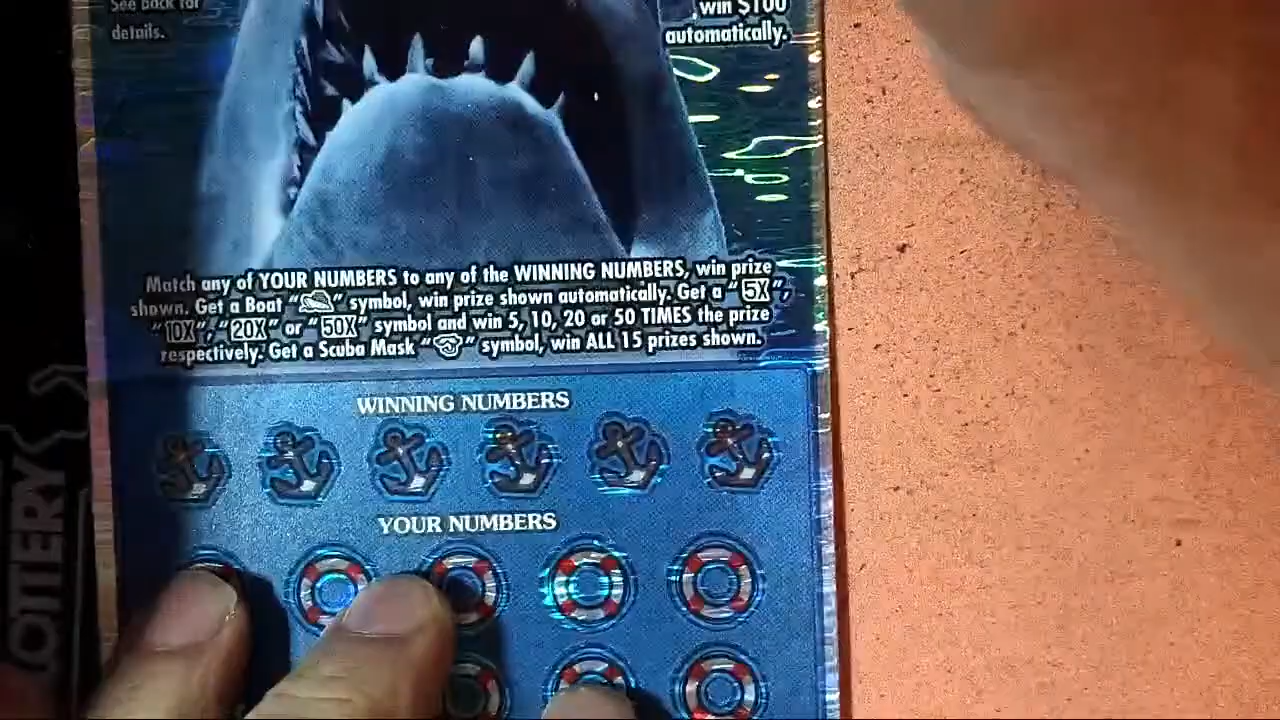 See back for
details.
win $100
automatically.
Match any of YOUR NUMBERS to any of the WINNING NUMBERS, win prize
shown. Get a Boat “ ” symbol, win prize shown automatically. Get a “5X”,
“10X”, “20X” or “50X” symbol and win 5, 10, 20 or 50 TIMES the prize
respectively. Get a Scuba Mask “ ” symbol, win ALL 15 prizes shown.
WINNING NUMBERS
YOUR NUMBERS
LOTTERY